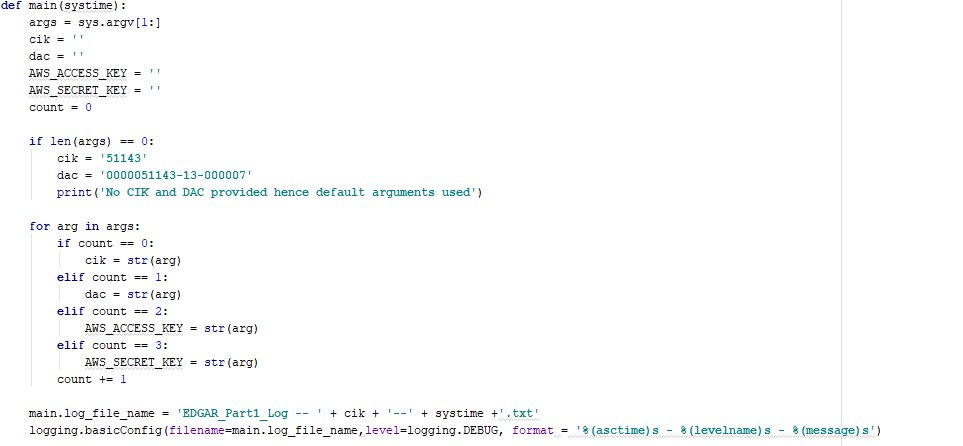 def main(systime):
    args = sys.argv[1:]
    cik = ''
    dac = ''
    AWS_ACCESS_KEY = ''
    AWS_SECRET_KEY = ''
    count = 0

    if len(args) == 0:
        cik = '51143'
        dac = '0000051143-13-000007'
        print('No CIK and DAC provided hence default arguments used')

    for arg in args:
        if count == 0:
            cik = str(arg)
        elif count == 1:
            dac = str(arg)
        elif count == 2:
            AWS_ACCESS_KEY = str(arg)
        elif count == 3:
            AWS_SECRET_KEY = str(arg)
        count += 1

    main.log_file_name = 'EDGAR_Part1_Log -- ' + cik + '--' + systime +'.txt'
    logging.basicConfig(filename=main.log_file_name,level=logging.DEBUG, format = '%(asctime)s - %(levelname)s - %(message)s')